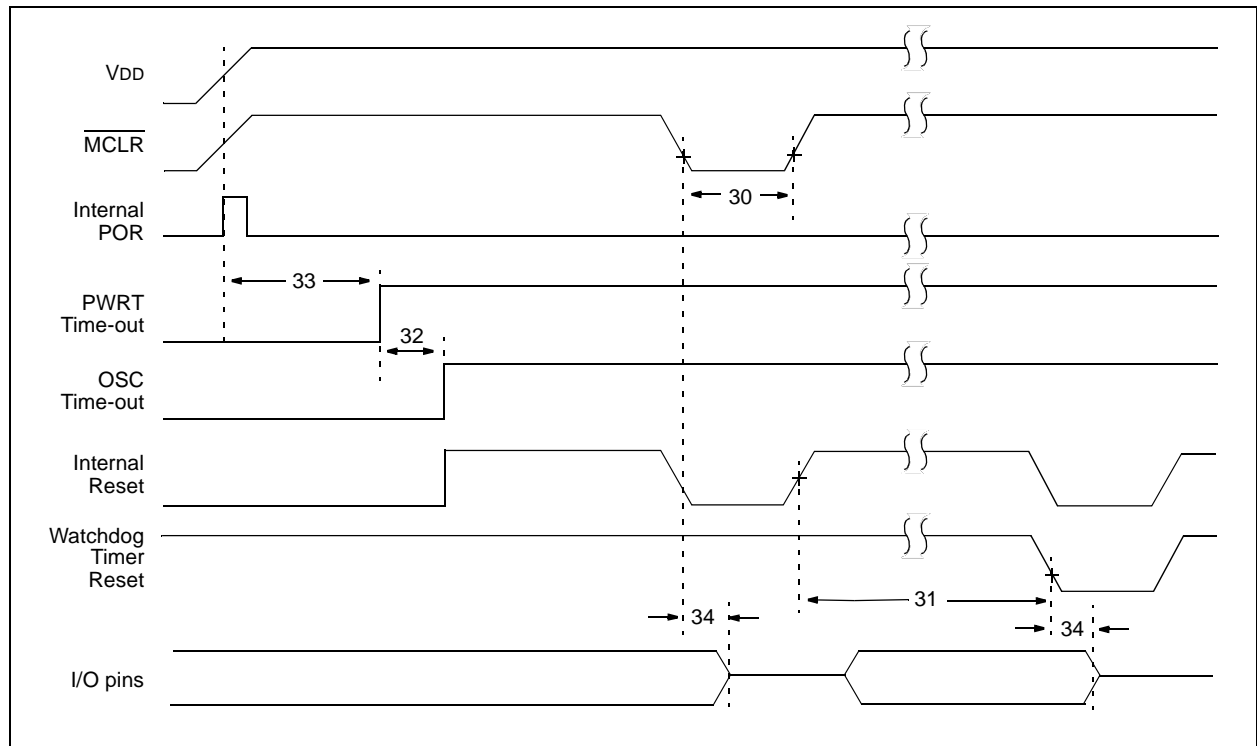 VDD
MCLR
30
Internal
POR
33
PWRT
Time-out
32
OSC
Time-out
Internal
Reset
Watchdog
Timer
Reset
31
34
34
I/O pins